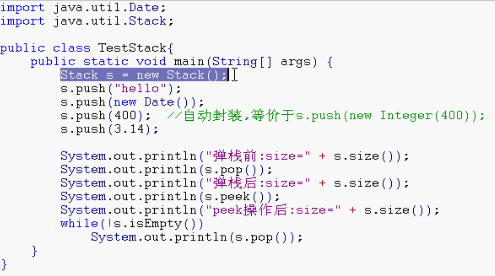 import java.util.Date;
import java.util.Stack;
public class TestStack{
public static void main(String[] args) {
Stack s = new Stack();
s.push("hello");
s.push(new Date());
s.push(400);  //自动封装,等价于s.push(new Integer(400));
s.push(3.14);
System.out.println("弹栈前:size=" + s.size());
System.out.println(s.pop());
System.out.println("弹栈后:size=" + s.size());
System.out.println(s.peek());
System.out.println("peek操作后:size=" + s.size());
while(!s.isEmpty())
System.out.println(s.pop());
}
}